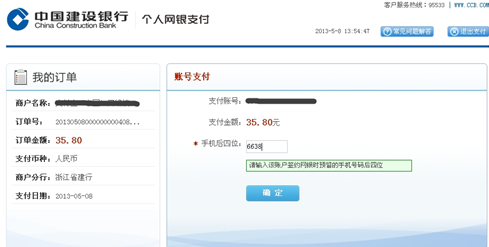 客户服务热线：95533 | WWW.CCB.COM
中国建设银行 个人网银支付
China Construction Bank
2013-5-8 13:54:47 常见问题解答 退出支付
我的订单
商户名称：
订单号： 20130508000000000408...
订单金额： 35.80
支付币种： 人民币
商户分行： 浙江省建行
支付日期： 2013-05-08
账号支付
支付账号：
支付金额： 35.80元
* 手机后四位： 6638
请输入该账户签约网银时预留的手机号码后四位
确 定